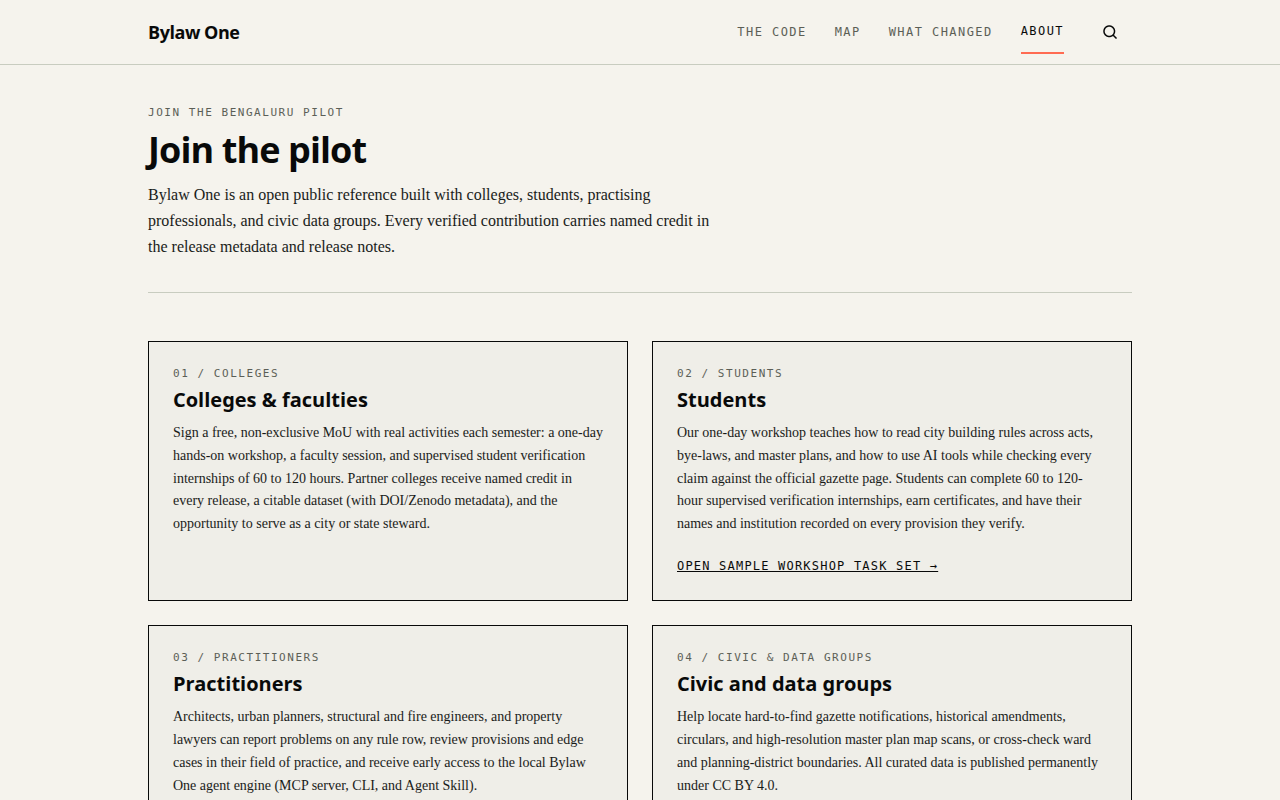 Bylaw One
THE CODE
MAP
WHAT CHANGED
ABOUT
JOIN THE BENGALURU PILOT
Join the pilot
Bylaw One is an open public reference built with colleges, students, practising
professionals, and civic data groups. Every verified contribution carries named credit in
the release metadata and release notes.
01 / COLLEGES
Colleges & faculties
Sign a free, non-exclusive MoU with real activities each semester: a one-day
hands-on workshop, a faculty session, and supervised student verification
internships of 60 to 120 hours. Partner colleges receive named credit in
every release, a citable dataset (with DOI/Zenodo metadata), and the
opportunity to serve as a city or state steward.
02 / STUDENTS
Students
Our one-day workshop teaches how to read city building rules across acts,
bye-laws, and master plans, and how to use AI tools while checking every
claim against the official gazette page. Students can complete 60 to 120-
hour supervised verification internships, earn certificates, and have their
names and institution recorded on every provision they verify.
OPEN SAMPLE WORKSHOP TASK SET →
03 / PRACTITIONERS
Practitioners
Architects, urban planners, structural and fire engineers, and property
lawyers can report problems on any rule row, review provisions and edge
cases in their field of practice, and receive early access to the local Bylaw
One agent engine (MCP server, CLI, and Agent Skill).
04 / CIVIC & DATA GROUPS
Civic and data groups
Help locate hard-to-find gazette notifications, historical amendments,
circulars, and high-resolution master plan map scans, or cross-check ward
and planning-district boundaries. All curated data is published permanently
under CC BY 4.0.